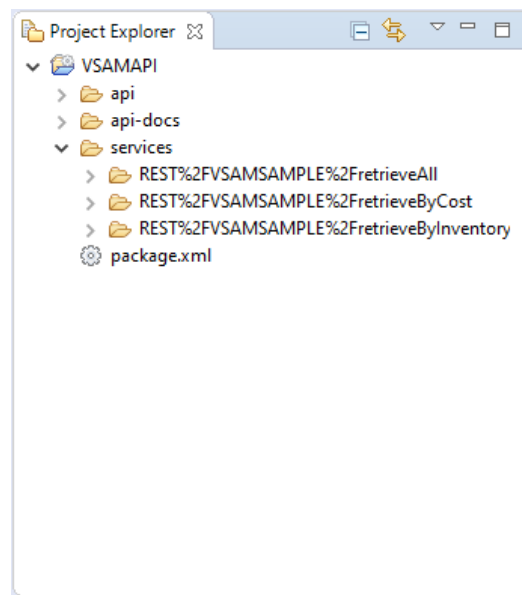 Project Explorer
VSAMAPI
api
api-docs
services
REST%2FVSAMSAMPLE%2FretrieveAll
REST%2FVSAMSAMPLE%2FretrieveByCost
REST%2FVSAMSAMPLE%2FretrieveByInventory
package.xml